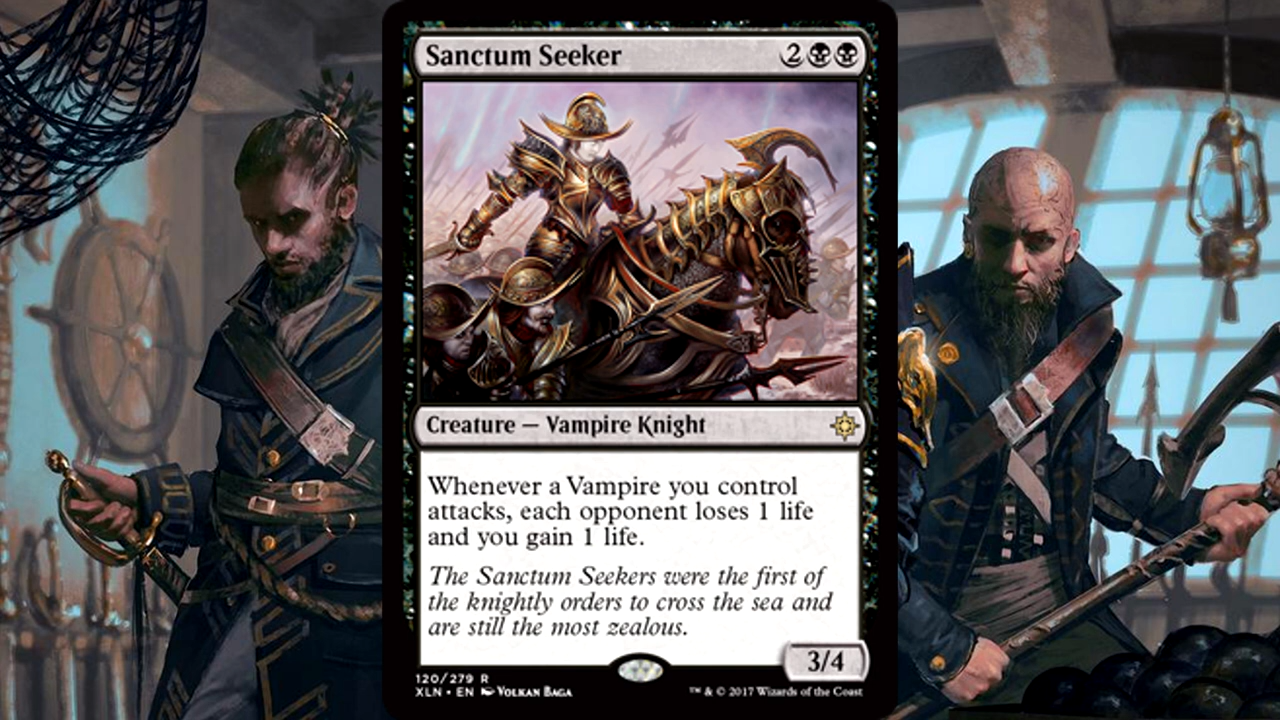 Sanctum Seeker 2
Creature — Vampire Knight
Whenever a Vampire you control
attacks, each opponent loses 1 life
and you gain 1 life.
The Sanctum Seekers were the first of
the knightly orders to cross the sea and
are still the most zealous.
3/4
120/279 R
XLN • EN Volkan Baga ™ & © 2017 Wizards of the Coast